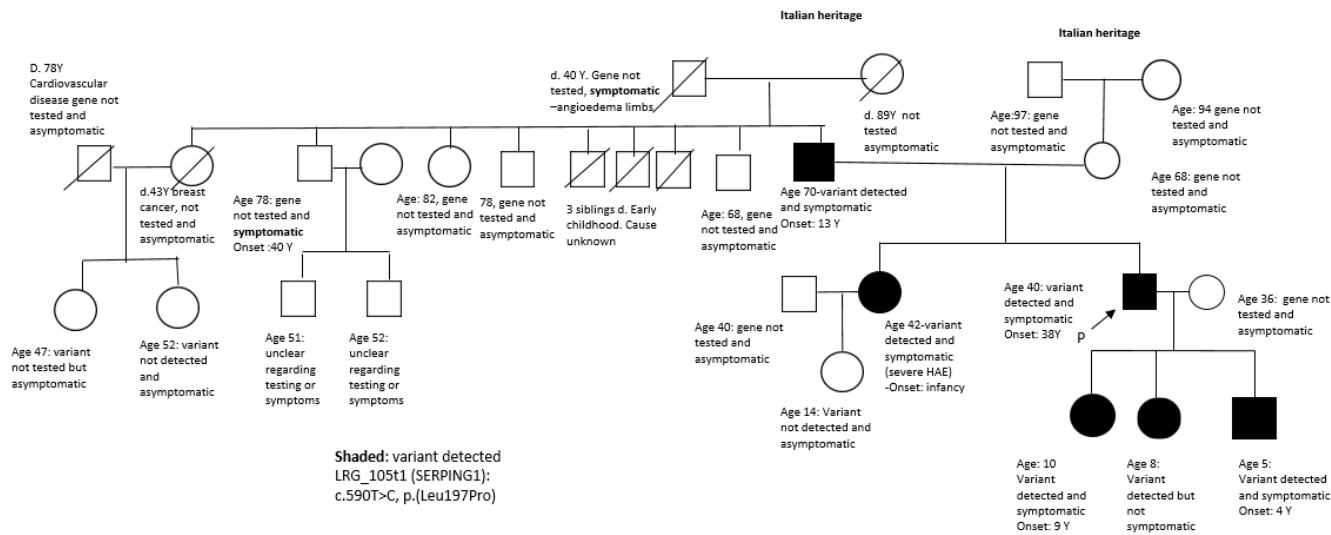 Italian heritage
Italian heritage
D. 78Y
Cardiovascular
disease gene not
tested and
asymptomatic
d. 40 Y. Gene not
tested, symptomatic
–angioedema limbs
d. 89Y not
tested
asymptomatic
Age:97: gene
not tested and
asymptomatic
Age: 94 gene not
tested and
asymptomatic
d.43Y breast
cancer, not
tested and
asymptomatic
Age 78: gene
not tested and
symptomatic
Onset :40 Y
Age: 82, gene
not tested and
asymptomatic
78, gene not
tested and
asymptomatic
3 siblings d. Early
childhood. Cause
unknown
Age: 68, gene
not tested and
asymptomatic
Age 70-variant detected
and symptomatic
Onset: 13 Y
Age 68: gene not
tested and
asymptomatic
Age 47: variant
not tested but
asymptomatic
Age 52: variant
not detected
and
asymptomatic
Age 51:
unclear
regarding
testing or
symptoms
Age 52:
unclear
regarding
testing or
symptoms
Age 40: gene not
tested and
asymptomatic
Age 42-variant
detected and
symptomatic
(severe HAE)
-Onset: infancy
Age 40: variant
detected and
symptomatic
Onset: 38Y
P
Age 36: gene not
tested and
asymptomatic
Age 14: Variant
not detected and
asymptomatic
Age: 10
Variant
detected and
symptomatic
Onset: 9 Y
Age 8:
Variant
detected but
not
symptomatic
Age 5:
Variant detected
and symptomatic
Onset: 4 Y
Shaded: variant detected
LRG_105t1 (SERPING1):
c.590T>C, p.(Leu197Pro)